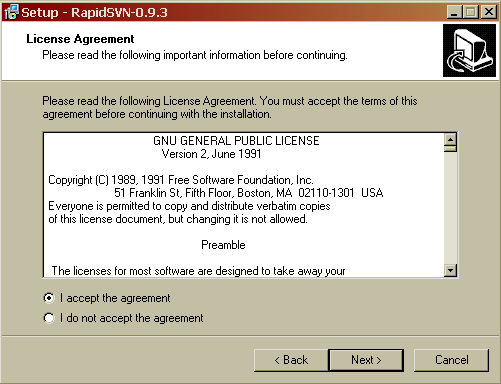 Setup - RapidSVN-0.9.3
License Agreement
Please read the following important information before continuing.
Please read the following License Agreement. You must accept the terms of this
agreement before continuing with the installation.
GNU GENERAL PUBLIC LICENSE
Version 2, June 1991
Copyright (C) 1989, 1991 Free Software Foundation, Inc.
51 Franklin St, Fifth Floor, Boston, MA  02110-1301  USA
Everyone is permitted to copy and distribute verbatim copies
of this license document, but changing it is not allowed.
Preamble
The licenses for most software are designed to take away your
I accept the agreement
I do not accept the agreement
< Back
Next >
Cancel